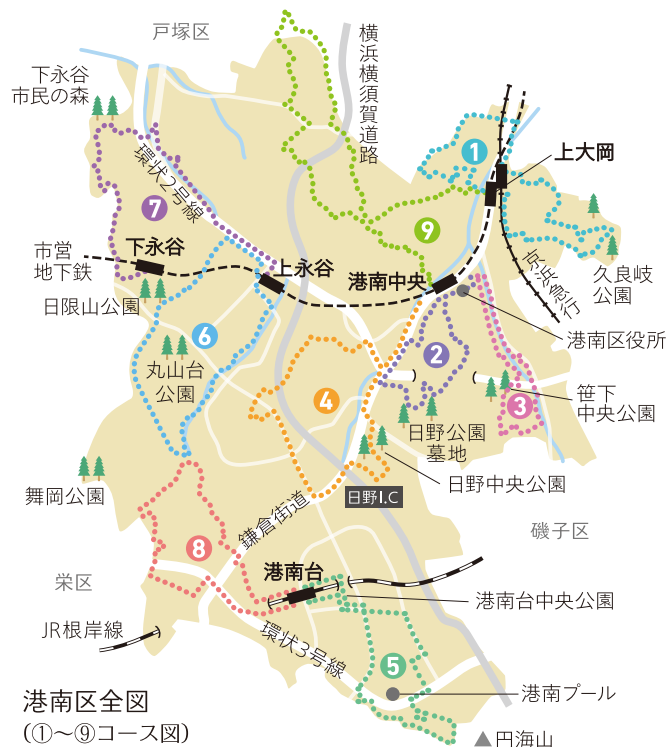 戸塚区
下永谷
市民の森
横浜横須賀道路
環状2号線
1
上大岡
7
9
市営
地下鉄
下永谷
上永谷
港南中央
京浜急行
久良岐
公園
日限山公園
6
港南区役所
2
丸山台
公園
4
3
笹下
中央公園
日野公園
墓地
舞岡公園
日野中央公園
日野I.C
鎌倉街道
磯子区
8
港南台
栄区
港南台中央公園
JR根岸線
環状3号線
5
港南プール
港南区全図
(①〜⑨コース図)
▲円海山